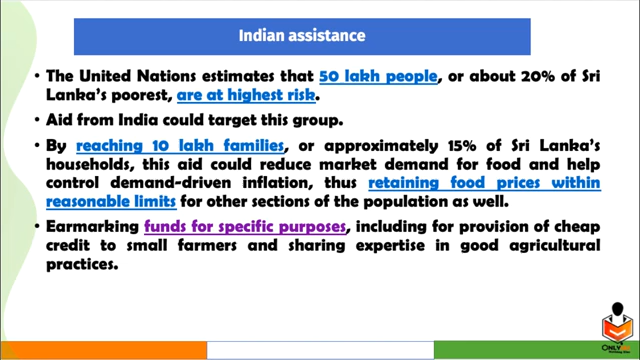 Indian assistance
• The United Nations estimates that 50 lakh people, or about 20% of Sri
Lanka's poorest, are at highest risk.
• Aid from India could target this group.
• By reaching 10 lakh families, or approximately 15% of Sri Lanka's
households, this aid could reduce market demand for food and help
control demand-driven inflation, thus retaining food prices within
reasonable limits for other sections of the population as well.
• Earmarking funds for specific purposes, including for provision of cheap
credit to small farmers and sharing expertise in good agricultural
practices.